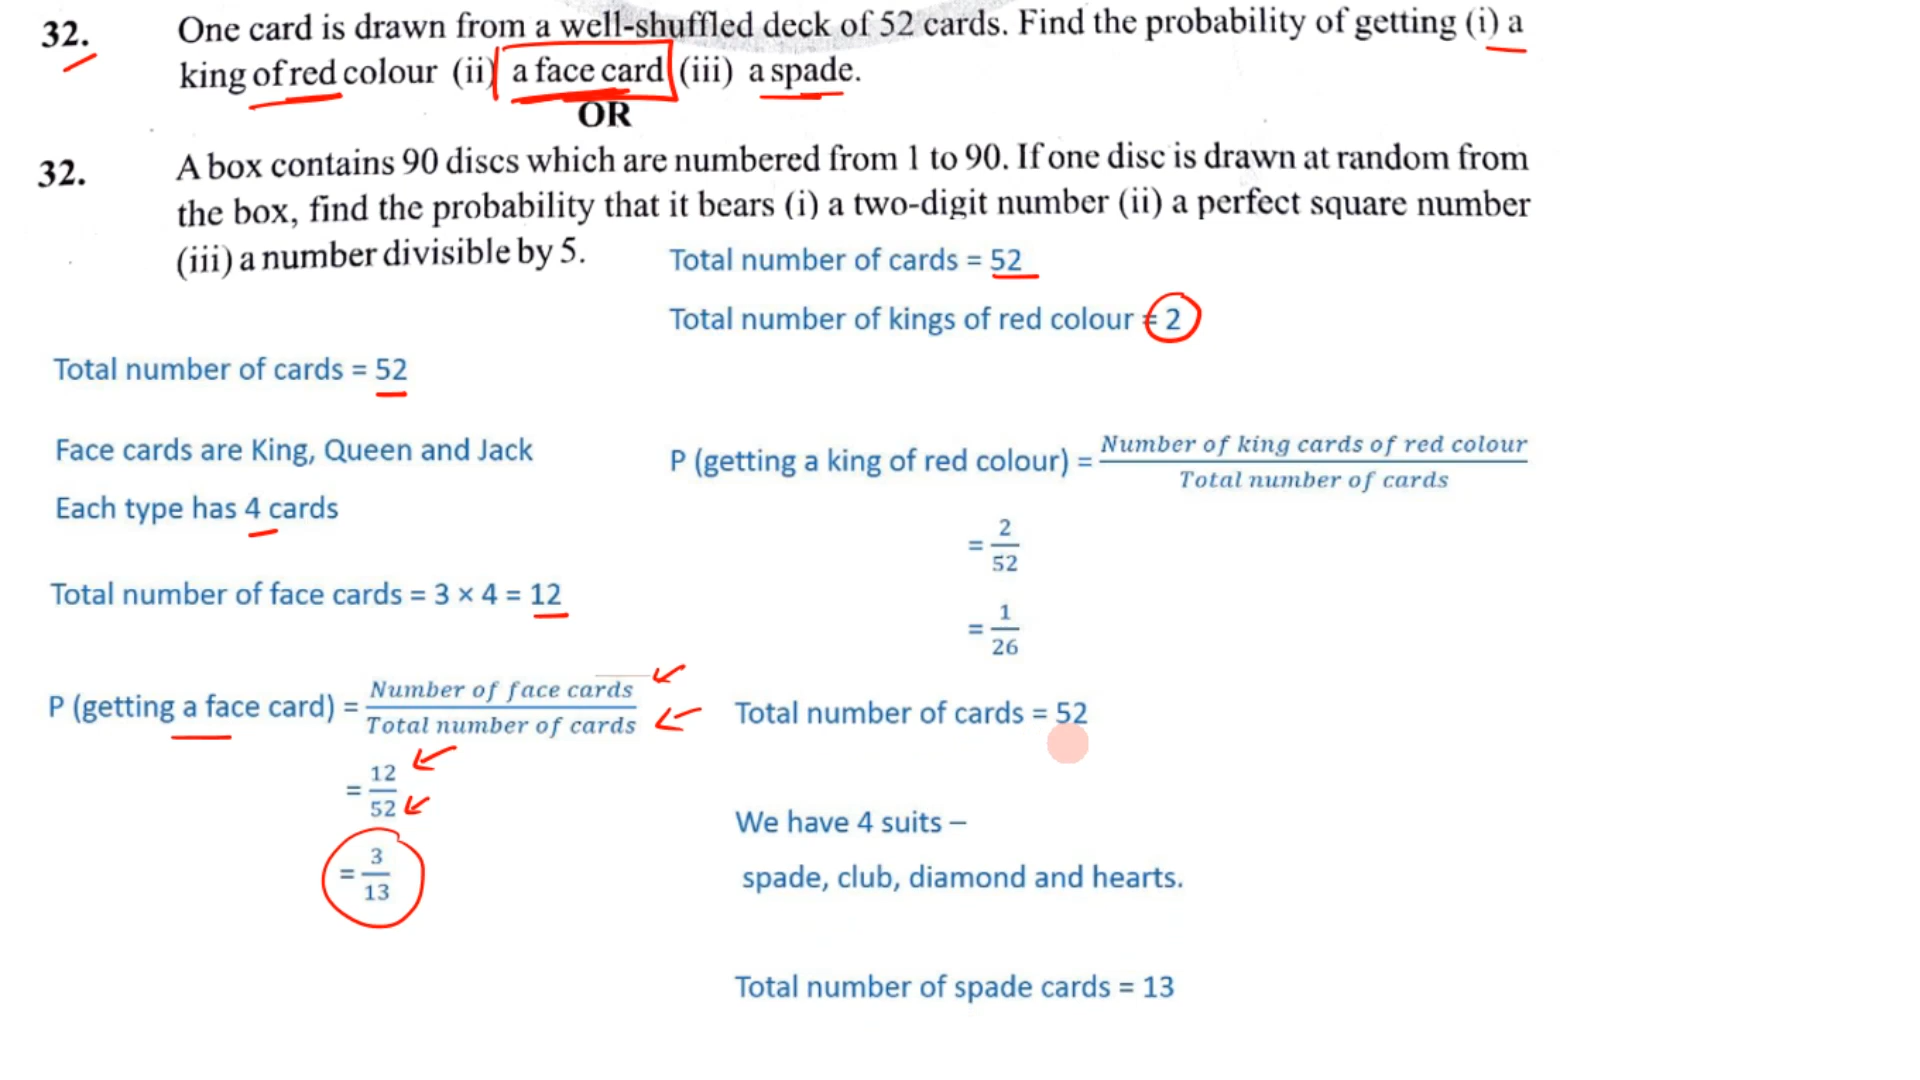 32. One card is drawn from a well-shuffled deck of 52 cards. Find the probability of getting (i) a
king of red colour (ii) a face card (iii) a spade.
OR
32. A box contains 90 discs which are numbered from 1 to 90. If one disc is drawn at random from
the box, find the probability that it bears (i) a two-digit number (ii) a perfect square number
(iii) a number divisible by 5.
Total number of cards = 52
Total number of kings of red colour = 2
P (getting a king of red colour) = Number of king cards of red colour / Total number of cards
= 2/52
= 1/26
Total number of cards = 52
Face cards are King, Queen and Jack
Each type has 4 cards
Total number of face cards = 3 × 4 = 12
P (getting a face card) = Number of face cards / Total number of cards
= 12/52
= 3/13
Total number of cards = 52
We have 4 suits –
spade, club, diamond and hearts.
Total number of spade cards = 13